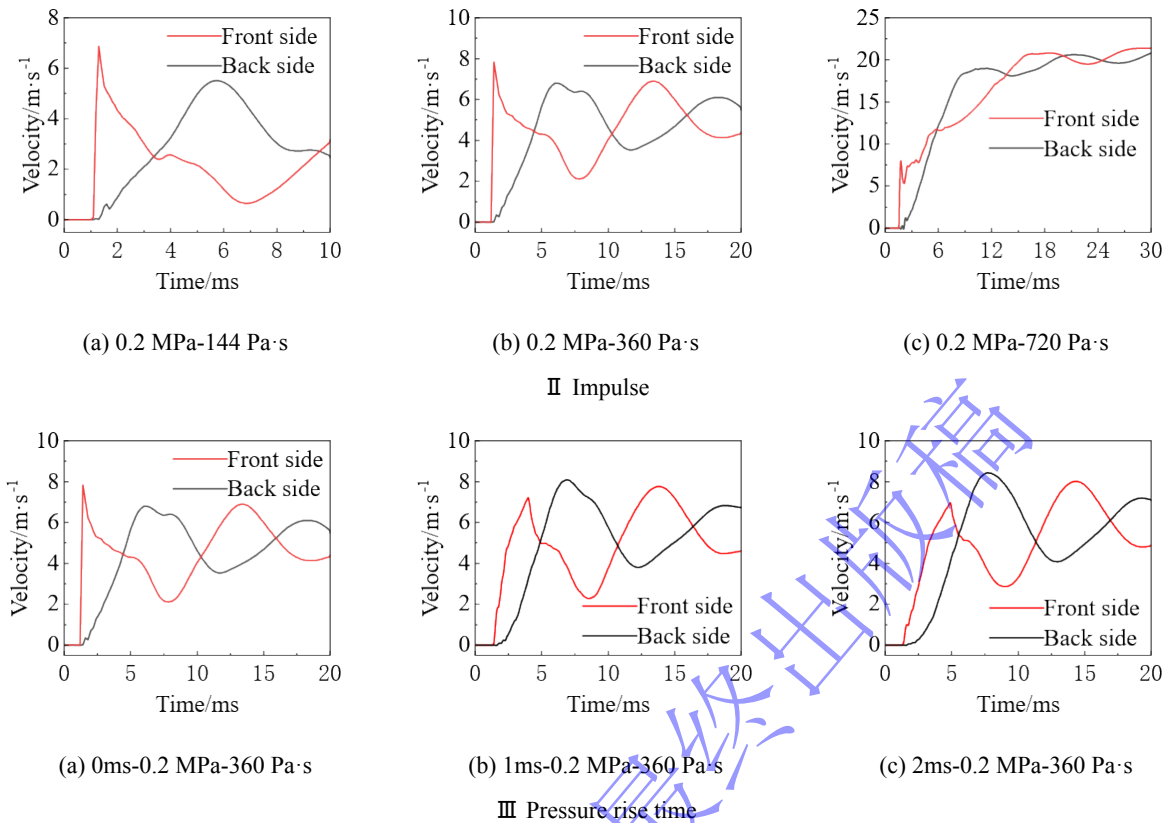 8
6
4
2
0
Velocity/m·s⁻¹
Front side
Back side
0 2 4 6 8 10
Time/ms
(a) 0.2 MPa-144 Pa·s
10
8
6
4
2
0
Velocity/m·s⁻¹
Front side
Back side
0 5 10 15 20
Time/ms
(b) 0.2 MPa-360 Pa·s
25
20
15
10
5
0
Velocity/m·s⁻¹
Front side
Back side
0 6 12 18 24 30
Time/ms
(c) 0.2 MPa-720 Pa·s
Ⅱ Impulse
10
8
6
4
2
0
Velocity/m·s⁻¹
Front side
Back side
0 5 10 15 20
Time/ms
(a) 0ms-0.2 MPa-360 Pa·s
10
8
6
4
2
0
Velocity/m·s⁻¹
Front side
Back side
0 5 10 15 20
Time/ms
(b) 1ms-0.2 MPa-360 Pa·s
10
8
6
4
2
0
Velocity/m·s⁻¹
Front side
Back side
0 5 10 15 20
Time/ms
(c) 2ms-0.2 MPa-360 Pa·s
Ⅲ Pressure rise time
最终出版稿